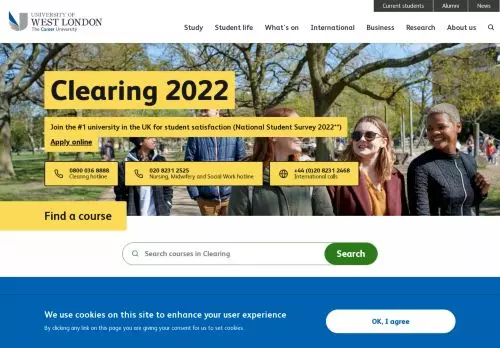 Current students Alumni News
UNIVERSITY OF
WEST LONDON
The Career University
Study Student life What's on International Business Research About us
Clearing 2022
Join the #1 university in the UK for student satisfaction (National Student Survey 2022**)
Apply online
0800 036 8888
Clearing hotline
020 8231 2525
Nursing, Midwifery and Social Work hotline
+44 (0)20 8231 2468
International calls
Find a course
Search courses in Clearing
Search
We use cookies on this site to enhance your user experience
By clicking any link on this page you are giving your consent for us to set cookies.
OK, I agree